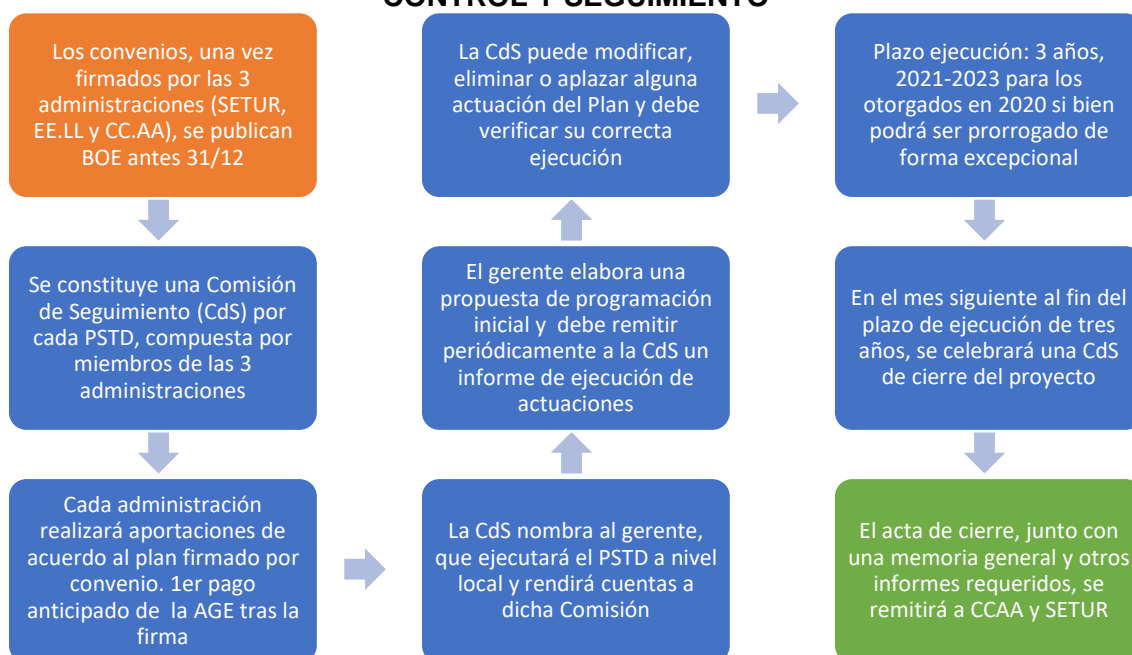 CONTROL Y SEGUIMIENTO
Los convenios, una vez
firmados por las 3
administraciones (SETUR,
EE.LL y CC.AA), se publican
BOE antes 31/12
Se constituye una Comisión
de Seguimiento (CdS) por
cada PSTD, compuesta por
miembros de las 3
administraciones
Cada administración
realizará aportaciones de
acuerdo al plan firmado por
convenio. 1er pago
anticipado de la AGE tras la
firma
La CdS nombra al gerente,
que ejecutará el PSTD a nivel
local y rendirá cuentas a
dicha Comisión
El gerente elabora una
propuesta de programación
inicial y debe remitir
periódicamente a la CdS un
informe de ejecución de
actuaciones
La CdS puede modificar,
eliminar o aplazar alguna
actuación del Plan y debe
verificar su correcta
ejecución
Plazo ejecución: 3 años,
2021-2023 para los
otorgados en 2020 si bien
podrá ser prorrogado de
forma excepcional
En el mes siguiente al fin del
plazo de ejecución de tres
años, se celebrará una CdS
de cierre del proyecto
El acta de cierre, junto con
una memoria general y otros
informes requeridos, se
remitirá a CCAA y SETUR